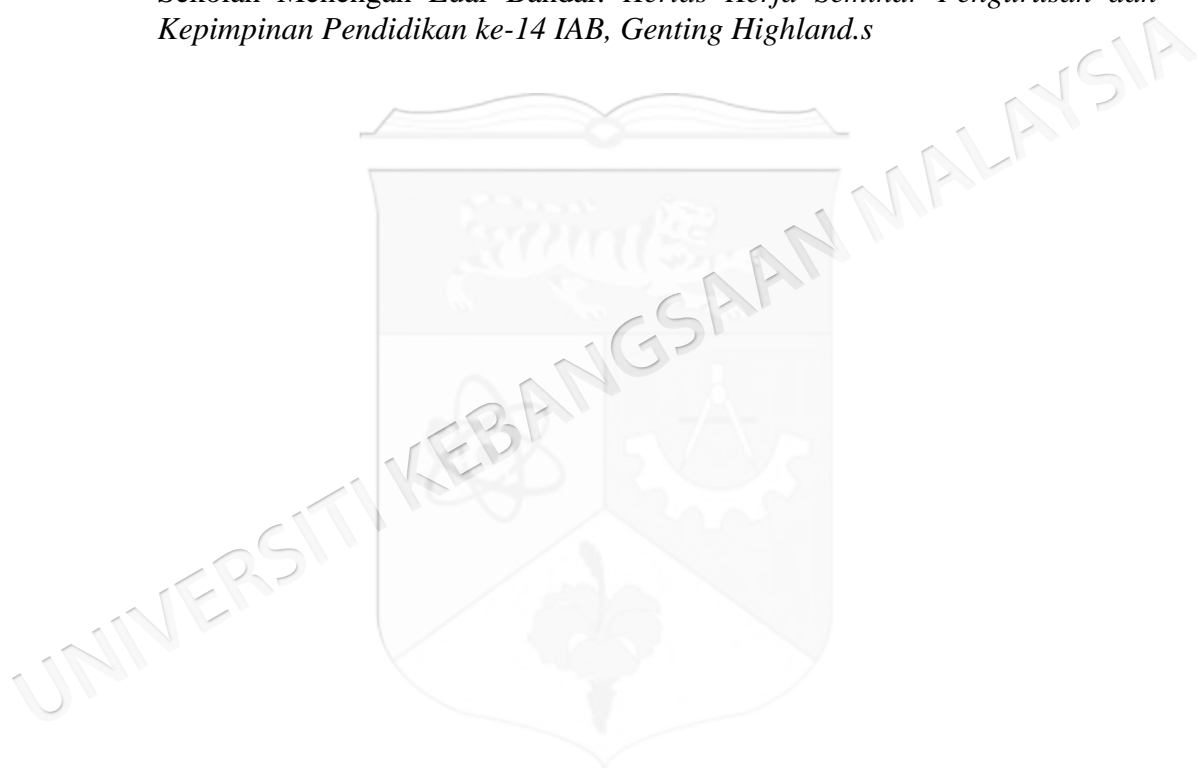 Sekolah Menengah Luar Bandar. Kertas Kerja Seminar Pengurusan dan
Kepimpinan Pendidikan ke-14 IAB, Genting Highland.s
UNIVERSITI KEBANGSAAN MALAYSIA